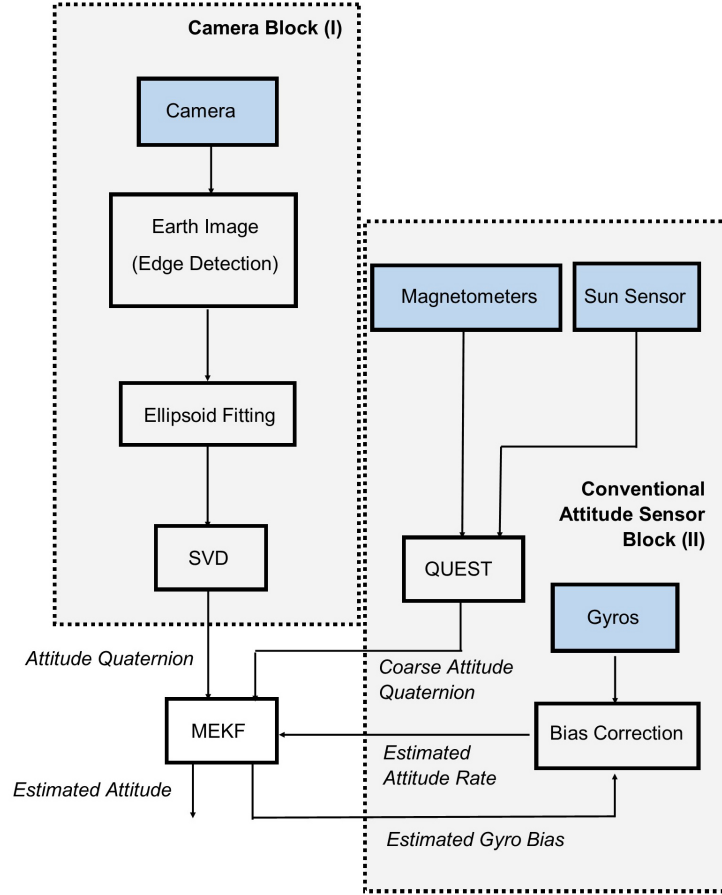 Camera Block (I)
Camera
Earth Image
(Edge Detection)
Ellipsoid Fitting
SVD
Attitude Quaternion
Magnetometers
Sun Sensor
Conventional
Attitude Sensor
Block (II)
QUEST
Gyros
Coarse Attitude
Quaternion
MEKF
Bias Correction
Estimated
Attitude Rate
Estimated Attitude
Estimated Gyro Bias